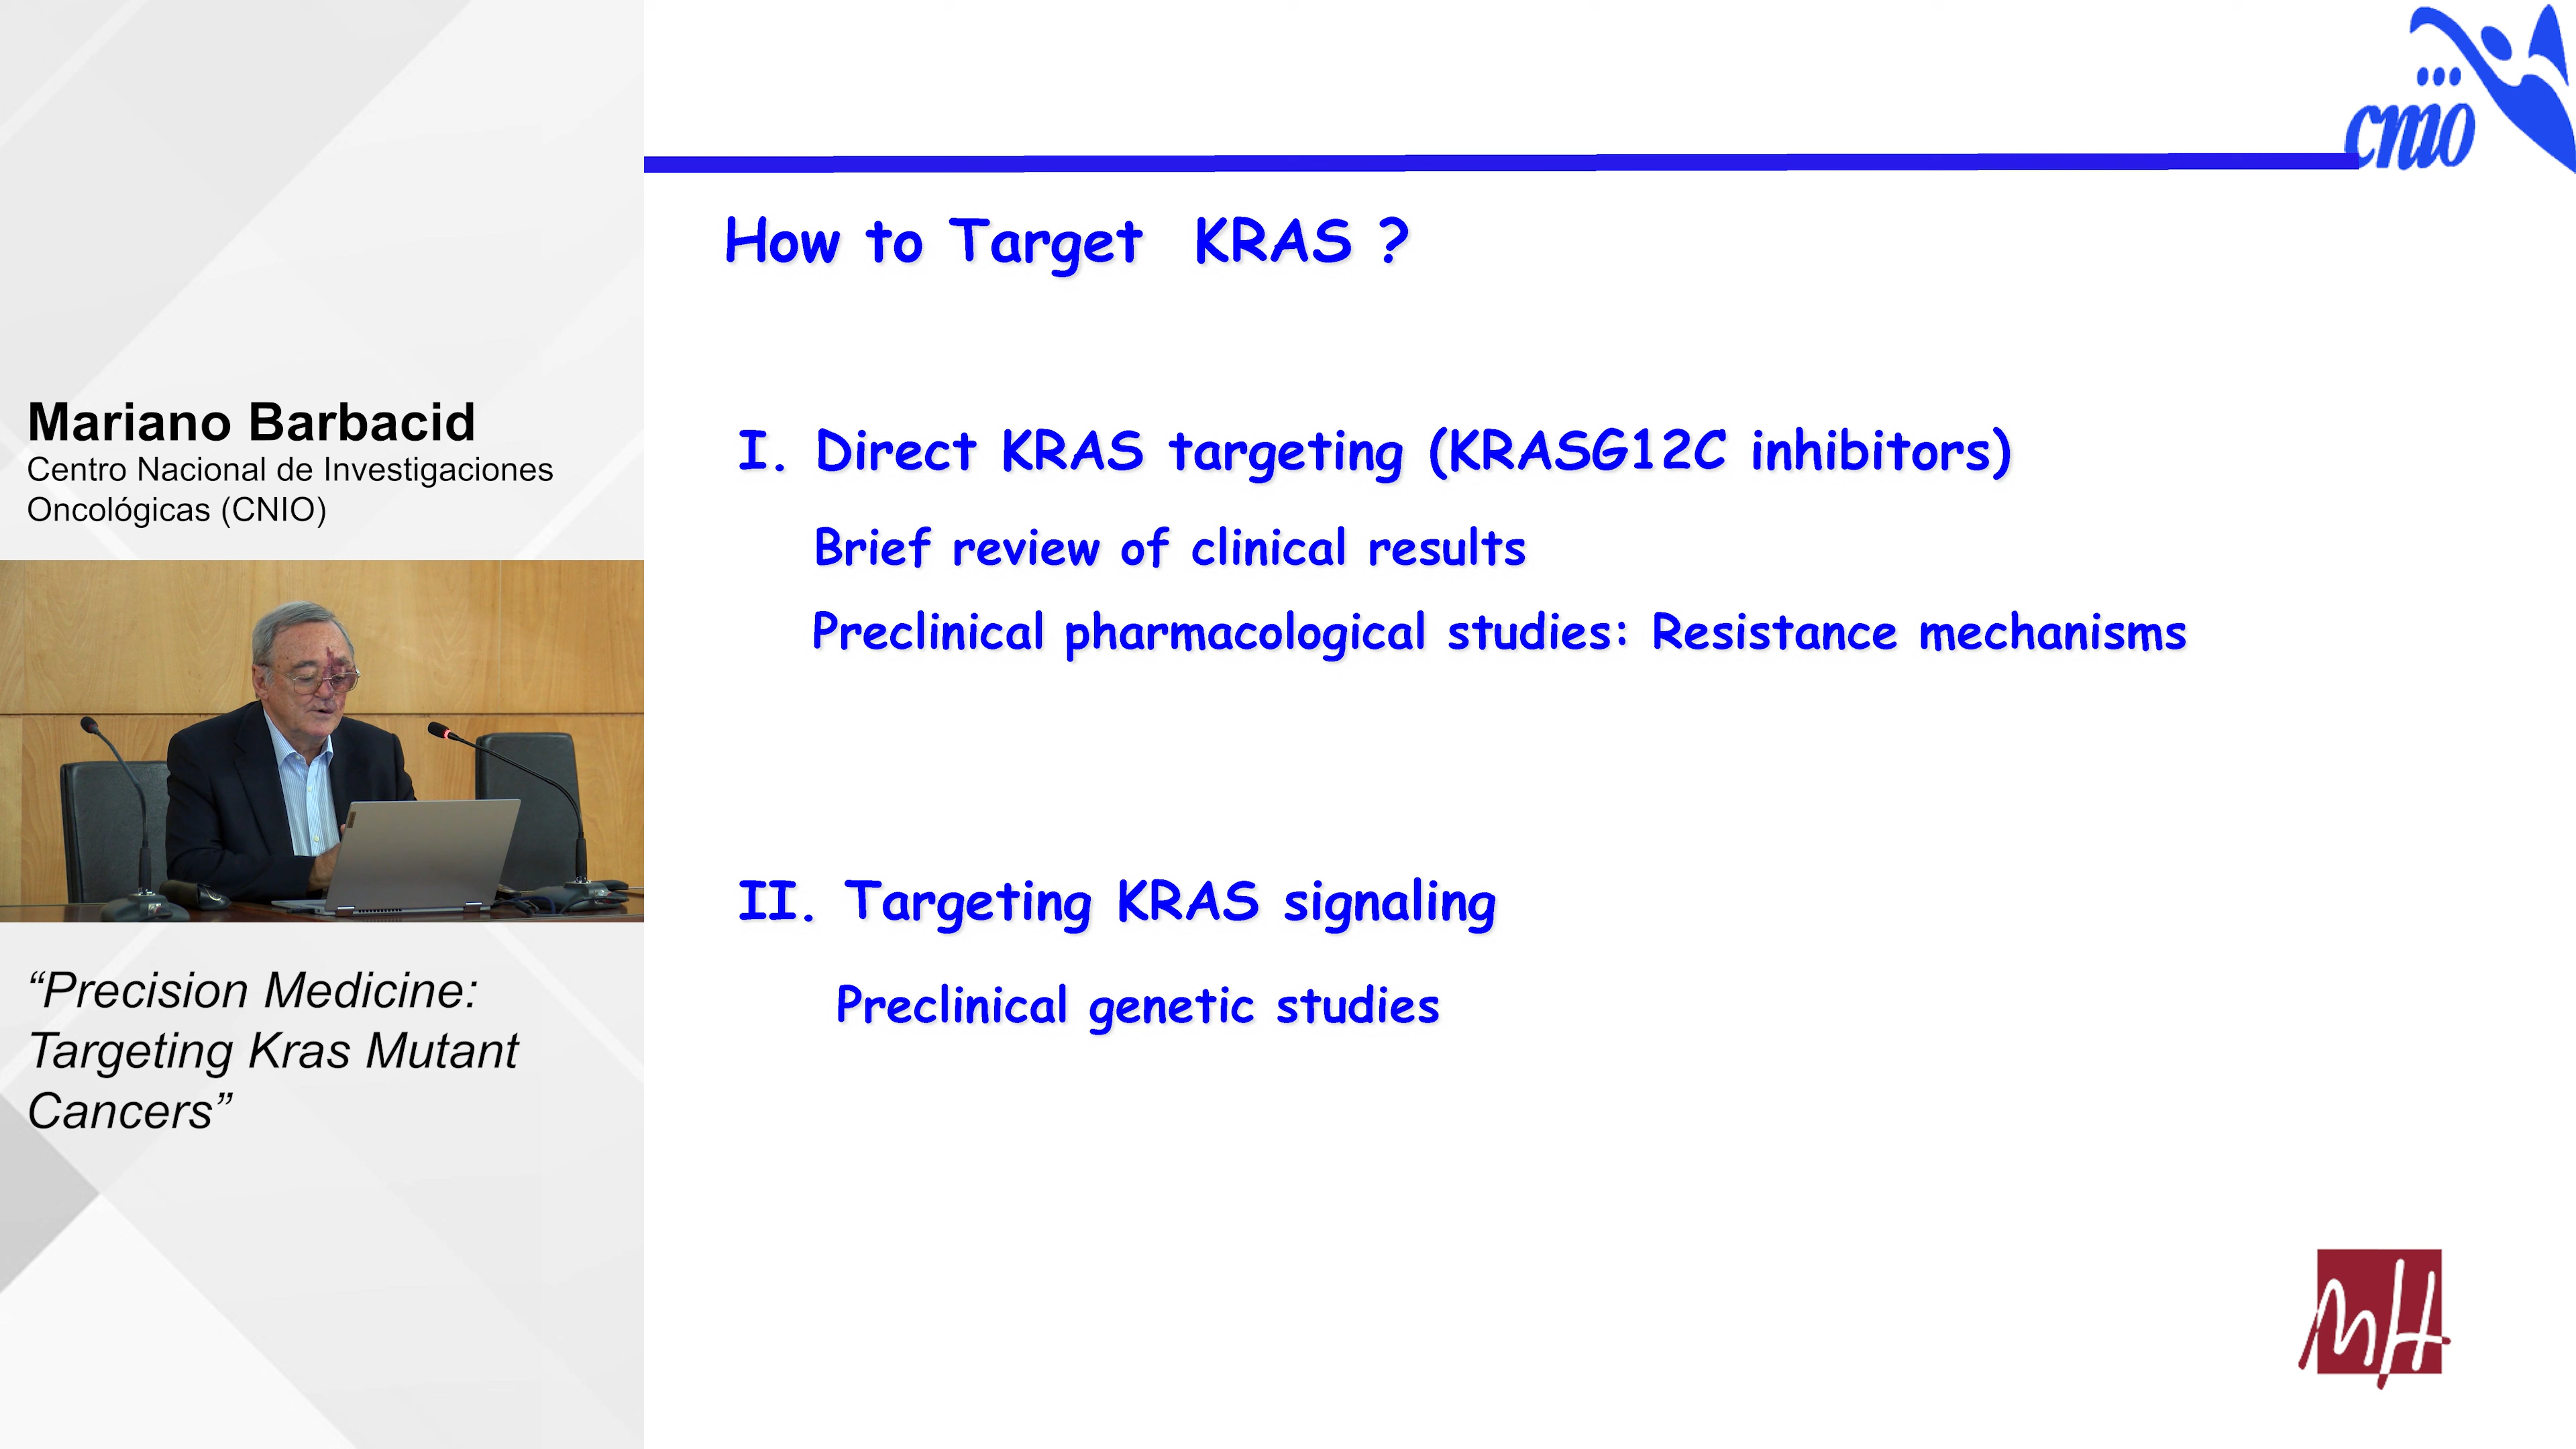 Mariano Barbacid
Centro Nacional de Investigaciones
Oncológicas (CNIO)
“Precision Medicine:
Targeting Kras Mutant
Cancers”
cnio
How to Target KRAS ?
I. Direct KRAS targeting (KRASG12C inhibitors)
Brief review of clinical results
Preclinical pharmacological studies: Resistance mechanisms
II. Targeting KRAS signaling
Preclinical genetic studies
MH